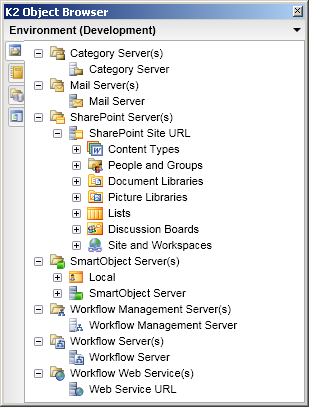 K2 Object Browser
Environment (Development)
Category Server(s)
Category Server
Mail Server(s)
Mail Server
SharePoint Server(s)
SharePoint Site URL
Content Types
People and Groups
Document Libraries
Picture Libraries
Lists
Discussion Boards
Site and Workspaces
SmartObject Server(s)
Local
SmartObject Server
Workflow Management Server(s)
Workflow Management Server
Workflow Server(s)
Workflow Server
Workflow Web Service(s)
Web Service URL